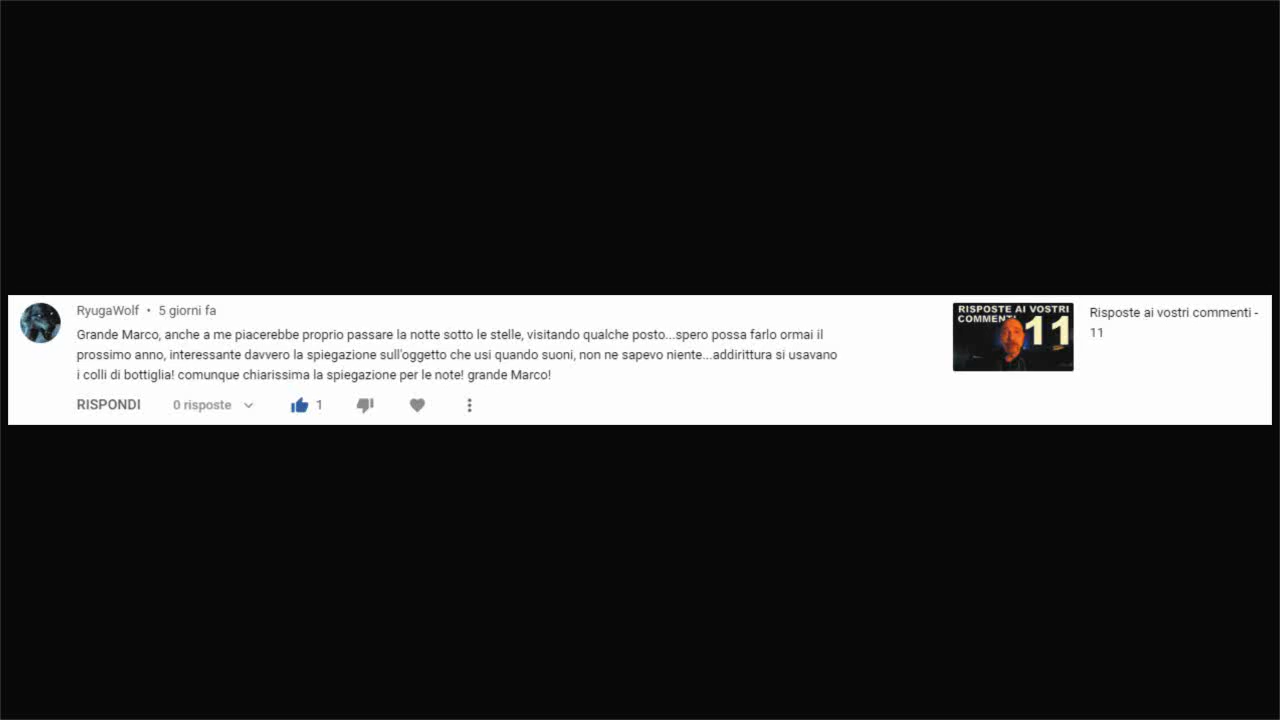 RyugaWolf • 5 giorni fa
Grande Marco, anche a me piacerebbe proprio passare la notte sotto le stelle, visitando qualche posto...spero possa farlo ormai il
prossimo anno, interessante davvero la spiegazione sull'oggetto che usi quando suoni, non ne sapevo niente...addirittura si usavano
i colli di bottiglia! comunque chiarissima la spiegazione per le note! grande Marco!
RISPONDI 0 risposte 1
RISPOSTE AI VOSTRI
COMMENTI
11
Risposte ai vostri commenti -
11